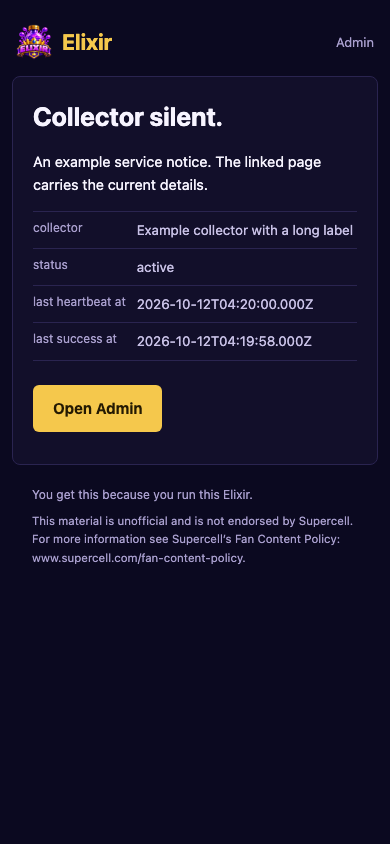 ELIXIR
Elixir
Admin
Collector silent.
An example service notice. The linked page
carries the current details.
collector
Example collector with a long label
status
active
last heartbeat at
2026-10-12T04:20:00.000Z
last success at
2026-10-12T04:19:58.000Z
Open Admin
You get this because you run this Elixir.
This material is unofficial and is not endorsed by Supercell.
For more information see Supercell's Fan Content Policy:
www.supercell.com/fan-content-policy.